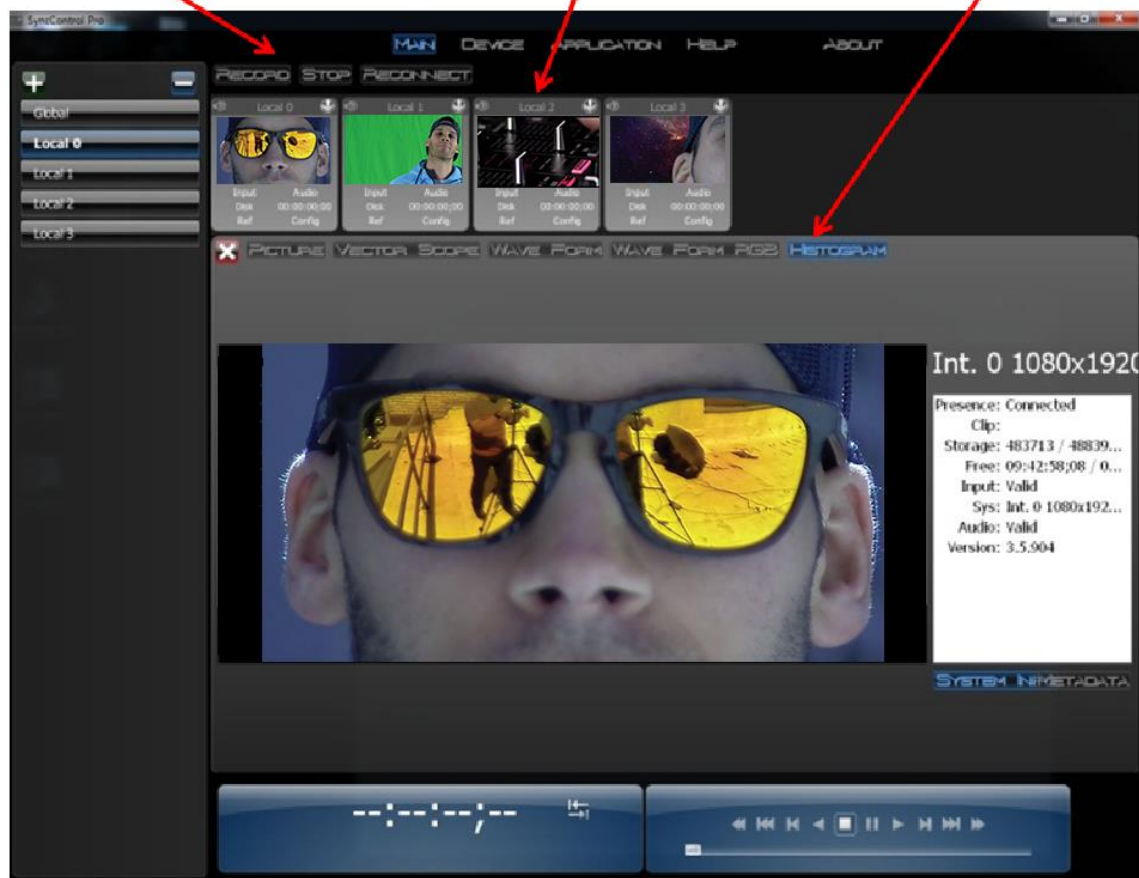 SynzControl Pro
MAIN DEVICE APPLICATION HELP ABOUT
RECORD STOP RECONNECT
Global
Local 0
Local 1
Local 2
Local 3
Local 0
Input Audio
Disk 00:00:00;00
Ref Config
Local 1
Input Audio
Disk 00:00:00;00
Ref Config
Local 2
Input Audio
Disk 00:00:00;00
Ref Config
Local 3
Input Audio
Disk 00:00:00;00
Ref Config
PICTURE VECTOR SCOPE WAVE FORM WAVE FORM RGB HISTOGRAM
Int. 0 1080x1920
Presence: Connected
Clip:
Storage: 483713 / 48839...
Free: 09:42:58;08 / 0...
Input: Valid
Sys: Int. 0 1080x192...
Audio: Valid
Version: 3.5.904
SYSTEM IN METADATA
--:--:--;--